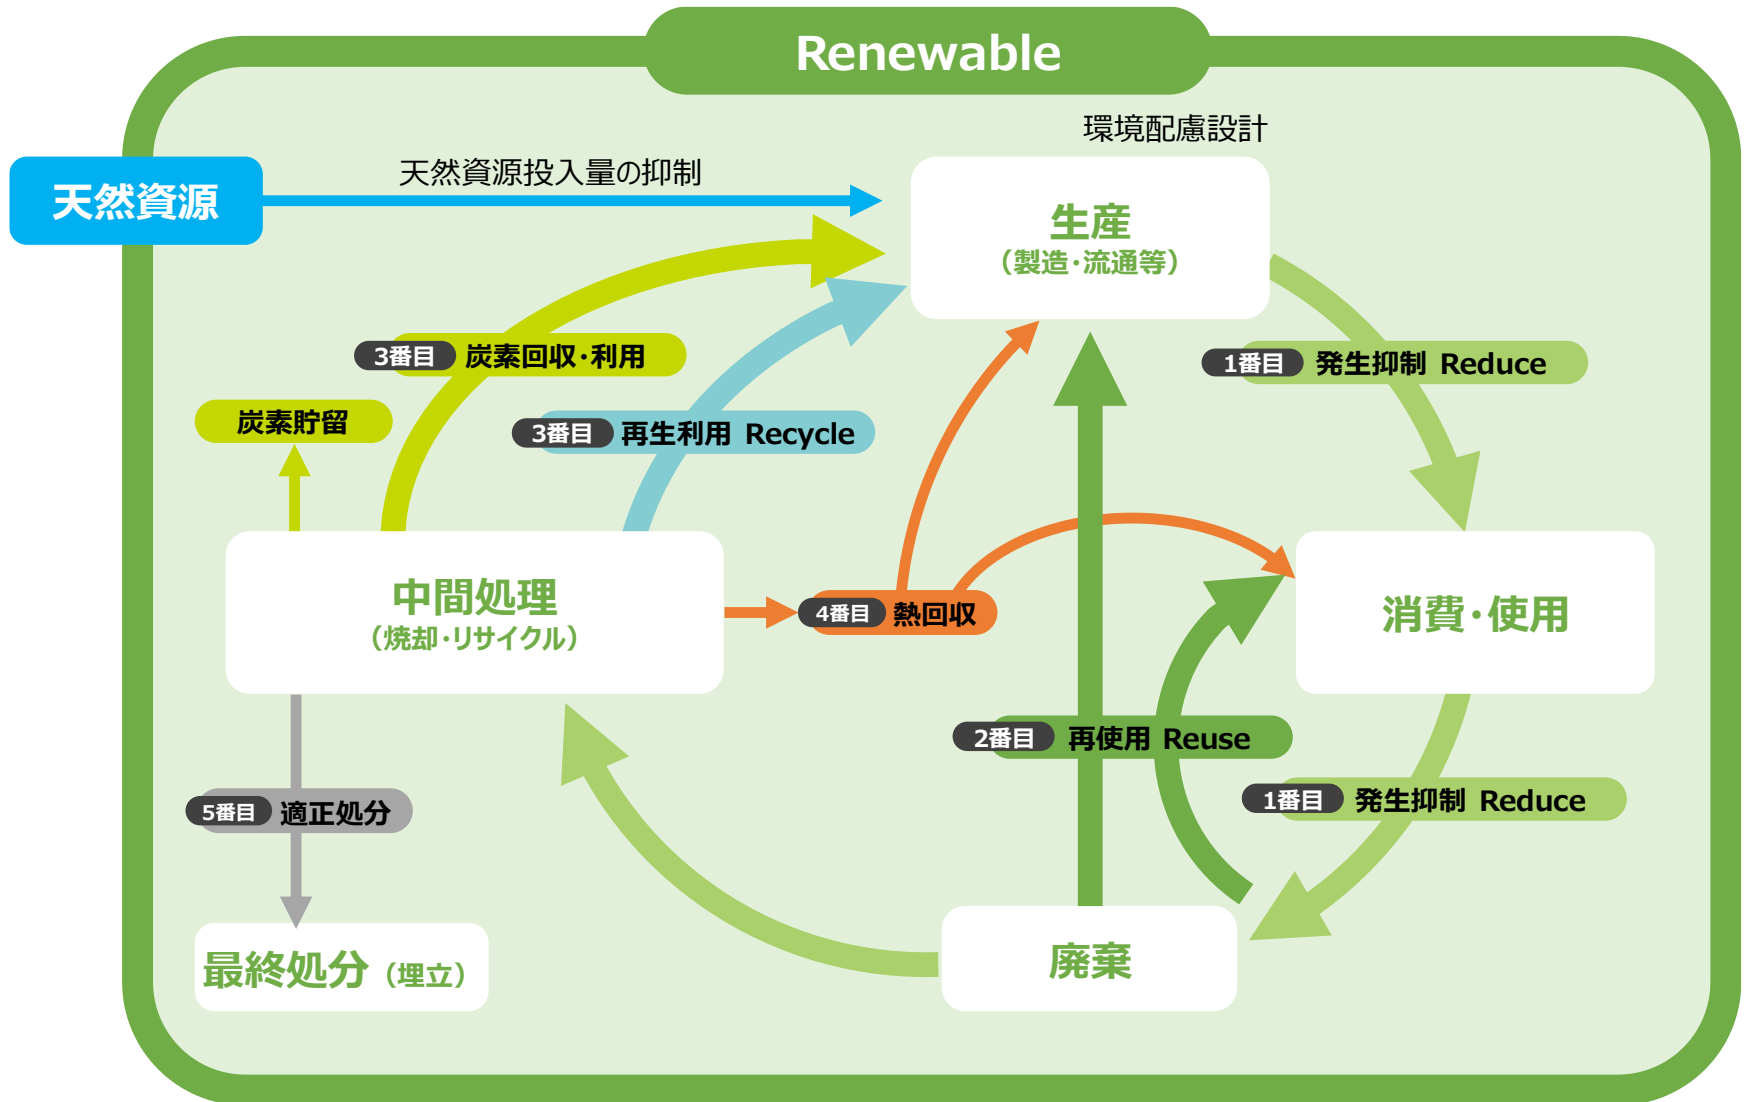 Renewable
環境配慮設計
天然資源
天然資源投入量の抑制
生産
（製造・流通等）
3番目 炭素回収・利用
1番目 発生抑制 Reduce
炭素貯留
3番目 再生利用 Recycle
中間処理
（焼却・リサイクル）
4番目 熱回収
消費・使用
2番目 再使用 Reuse
5番目 適正処分
1番目 発生抑制 Reduce
最終処分（埋立）
廃棄